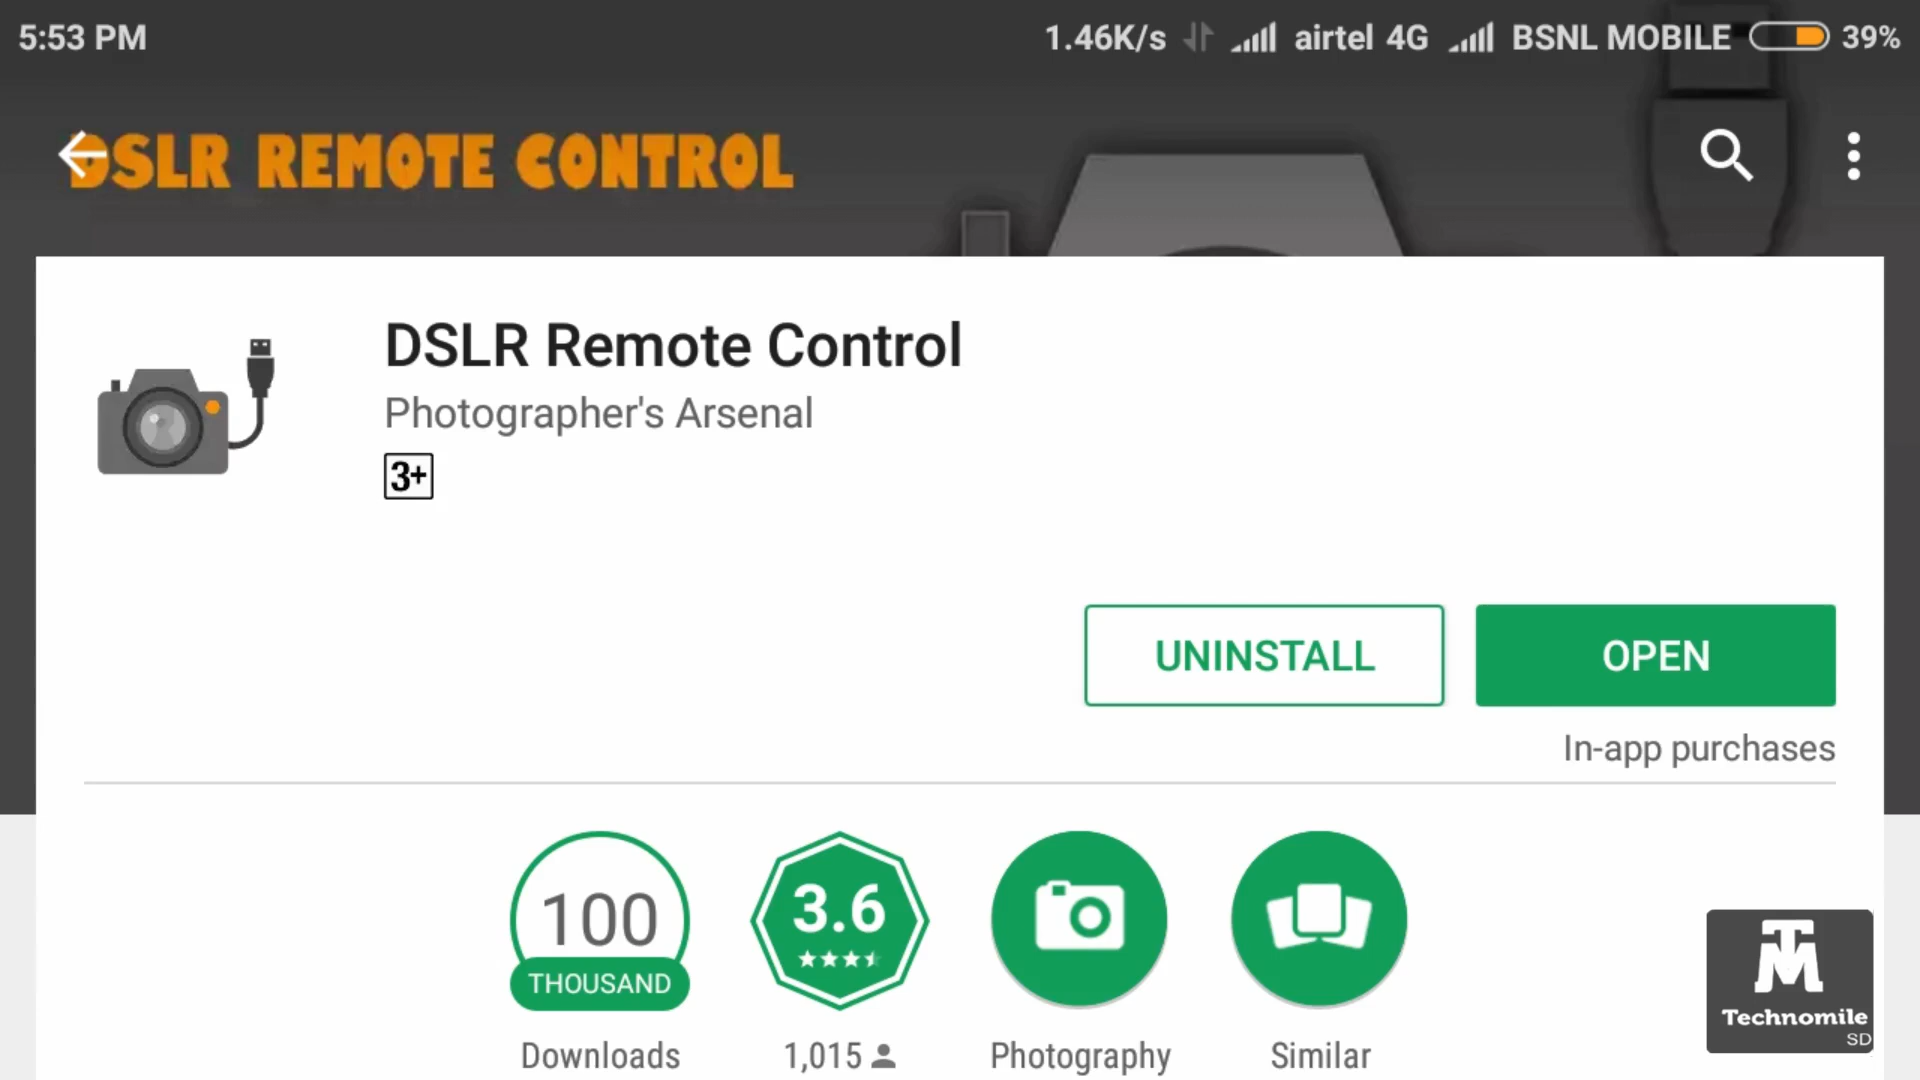 5:53 PM
1.46K/s airtel 4G BSNL MOBILE 39%
DSLR REMOTE CONTROL
DSLR Remote Control
Photographer's Arsenal
3+
UNINSTALL
OPEN
In-app purchases
100
THOUSAND
Downloads
3.6
1,015
Photography
Similar
TM
Technomile
SD